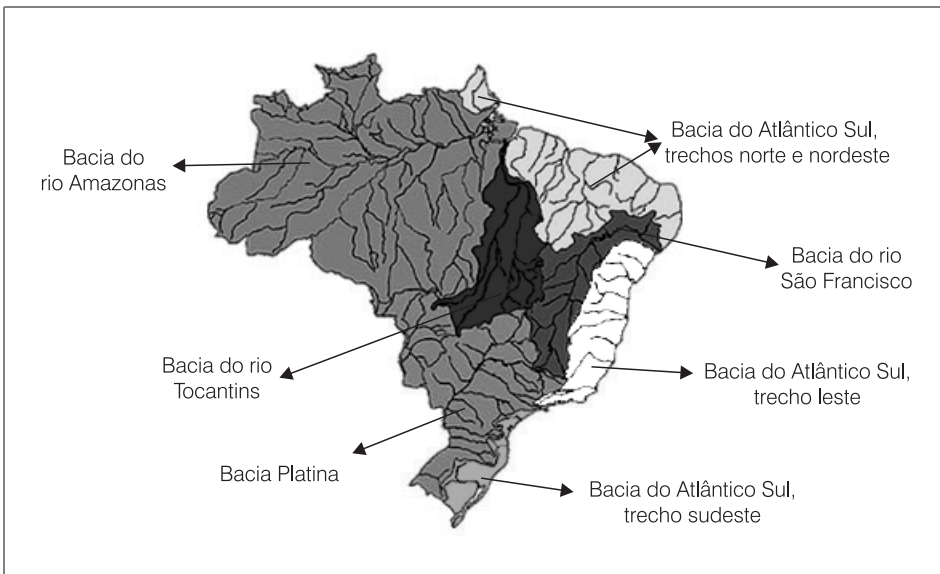 Bacia do Atlântico Sul,
trechos norte e nordeste
Bacia do
rio Amazonas
Bacia do rio
São Francisco
Bacia do rio
Tocantins
Bacia do Atlântico Sul,
trecho leste
Bacia Platina
Bacia do Atlântico Sul,
trecho sudeste